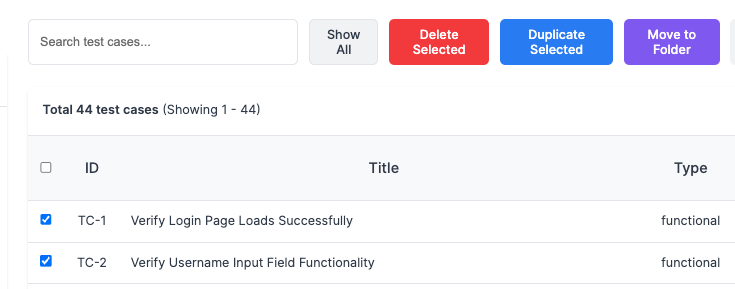 Search test cases...
Show
All
Delete
Selected
Duplicate
Selected
Move to
Folder
Total 44 test cases (Showing 1 - 44)
ID Title Type
TC-1 Verify Login Page Loads Successfully functional
TC-2 Verify Username Input Field Functionality functional